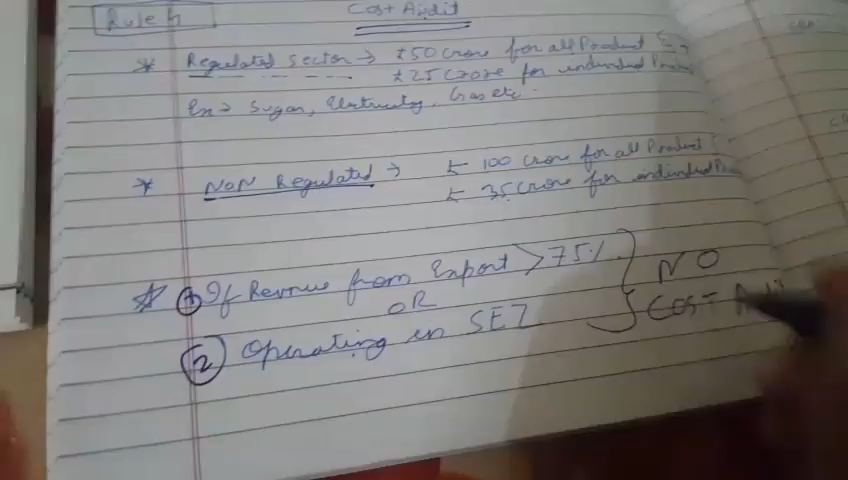 Rule 4
Cost Audit
* Regulated Sector → ₹50 Crore for all Product
₹25 Crore for individual Product
Ex → Sugar, Electricity, Gas etc.
* NON Regulated → ₹ 100 Crore for all Product
₹ 35 Crore for individual
① If Revenue from Export > 75%
OR
② Operating in SEZ
NO
Cost Audit